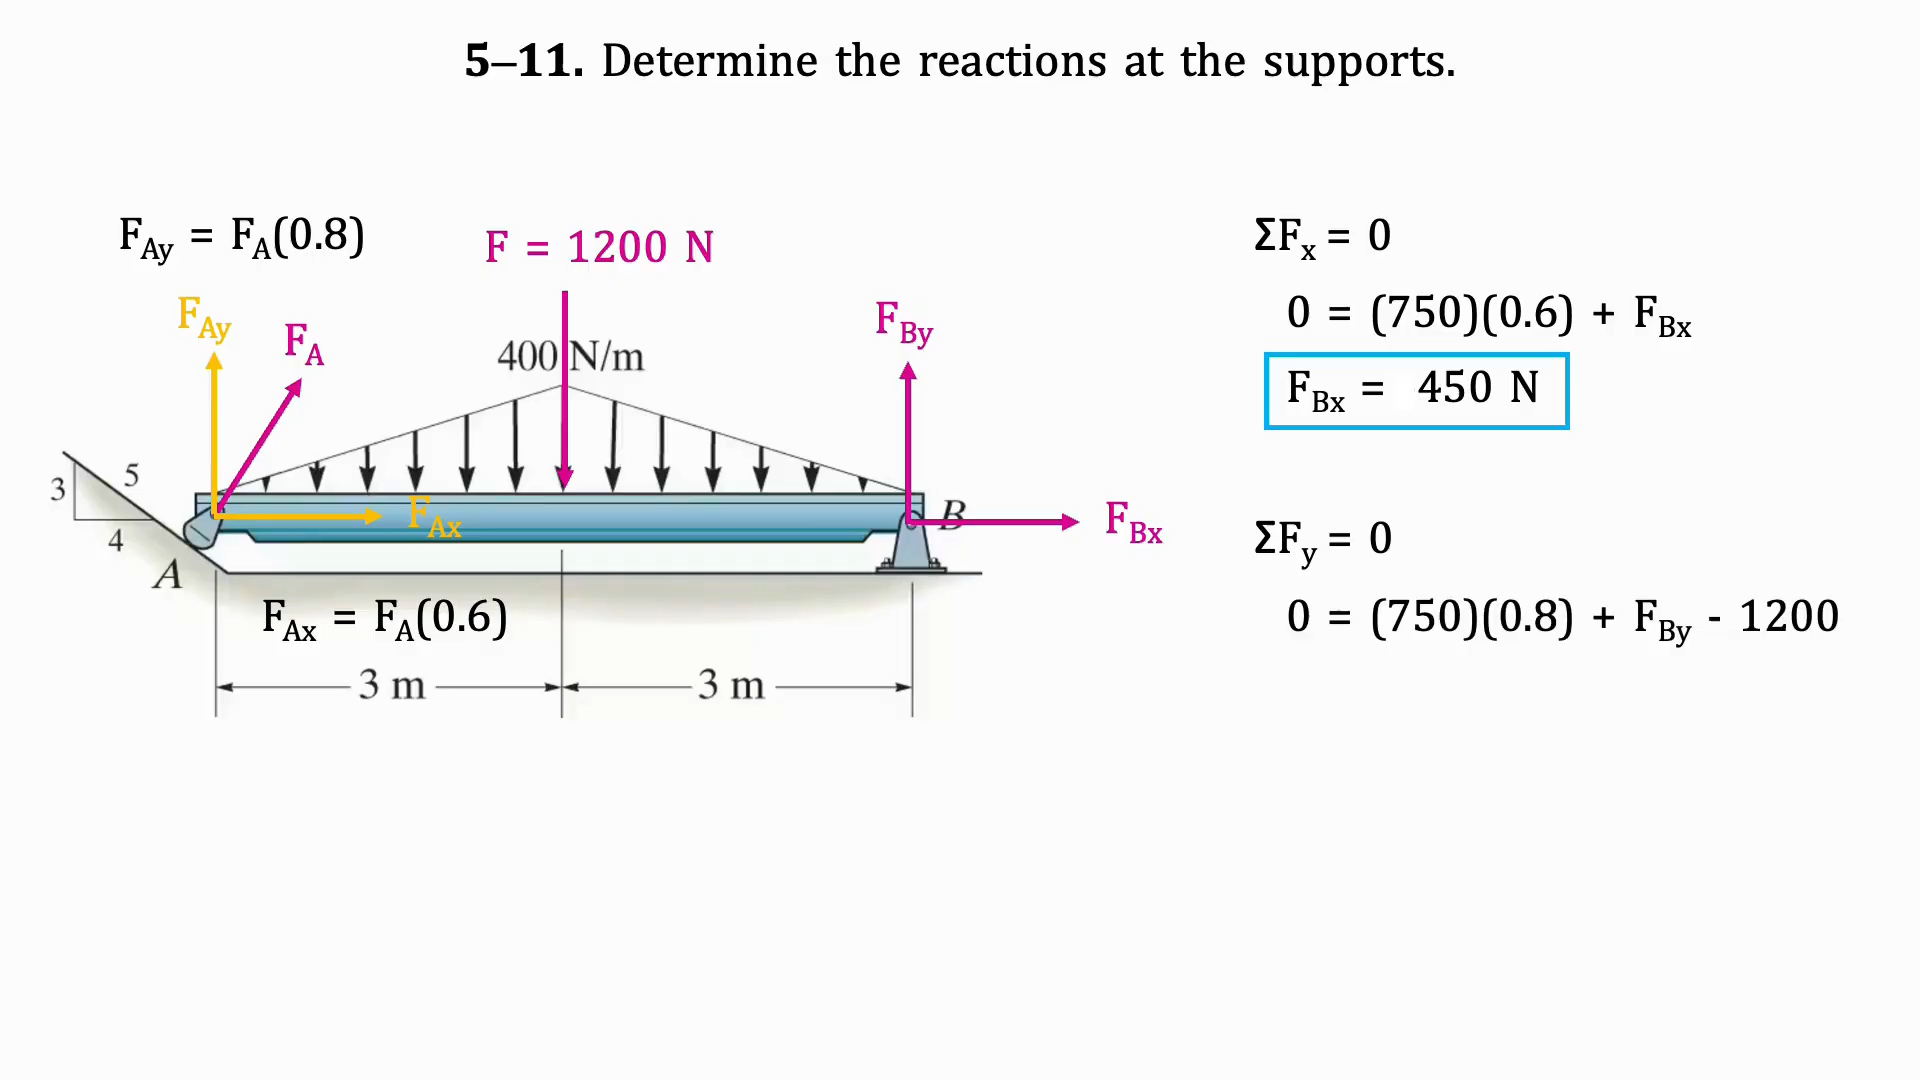 5–11. Determine the reactions at the supports.
F_Ay = F_A(0.8)
F = 1200 N
F_Ay
F_A
400 N/m
F_By
3
5
4
A
F_Ax
B
F_Bx
F_Ax = F_A(0.6)
3 m
3 m
ΣF_x = 0
0 = (750)(0.6) + F_Bx
F_Bx = 450 N
ΣF_y = 0
0 = (750)(0.8) + F_By - 1200